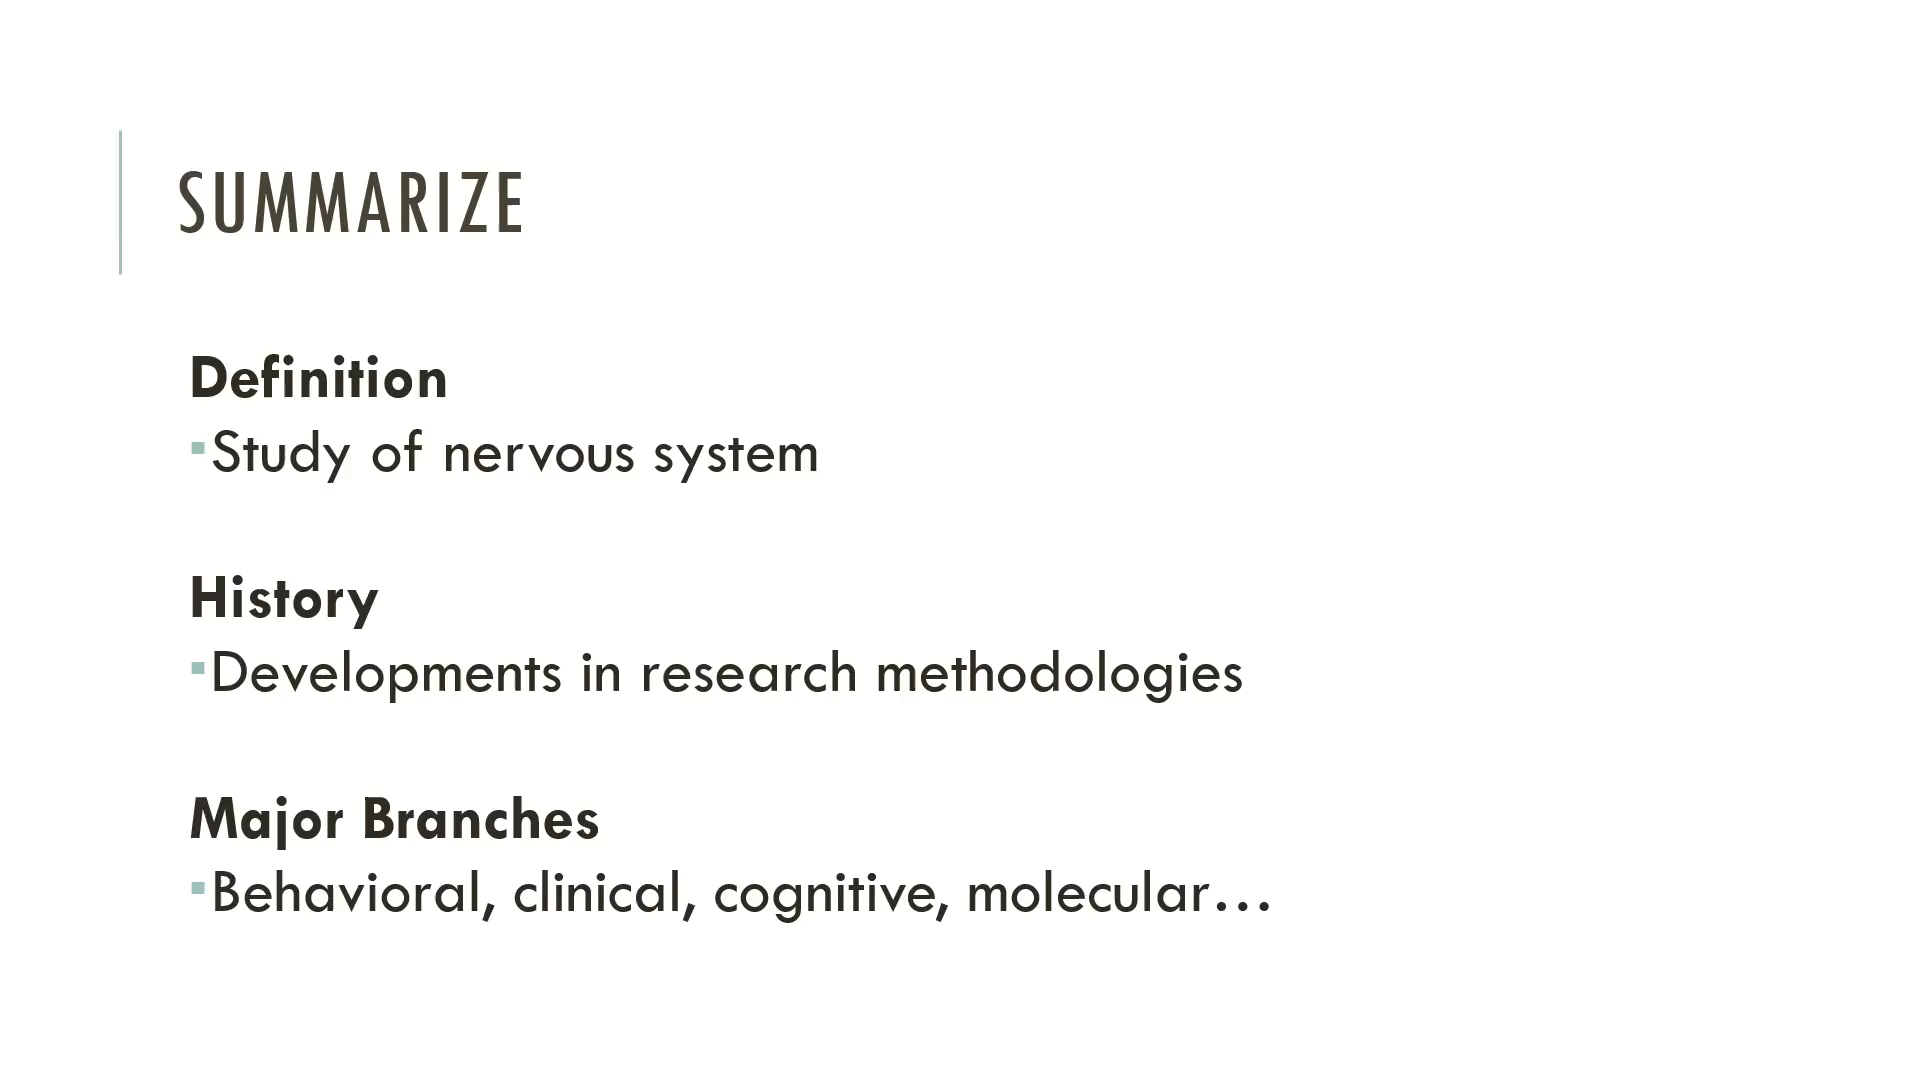 SUMMARIZE
Definition
▪Study of nervous system
History
▪Developments in research methodologies
Major Branches
▪Behavioral, clinical, cognitive, molecular…